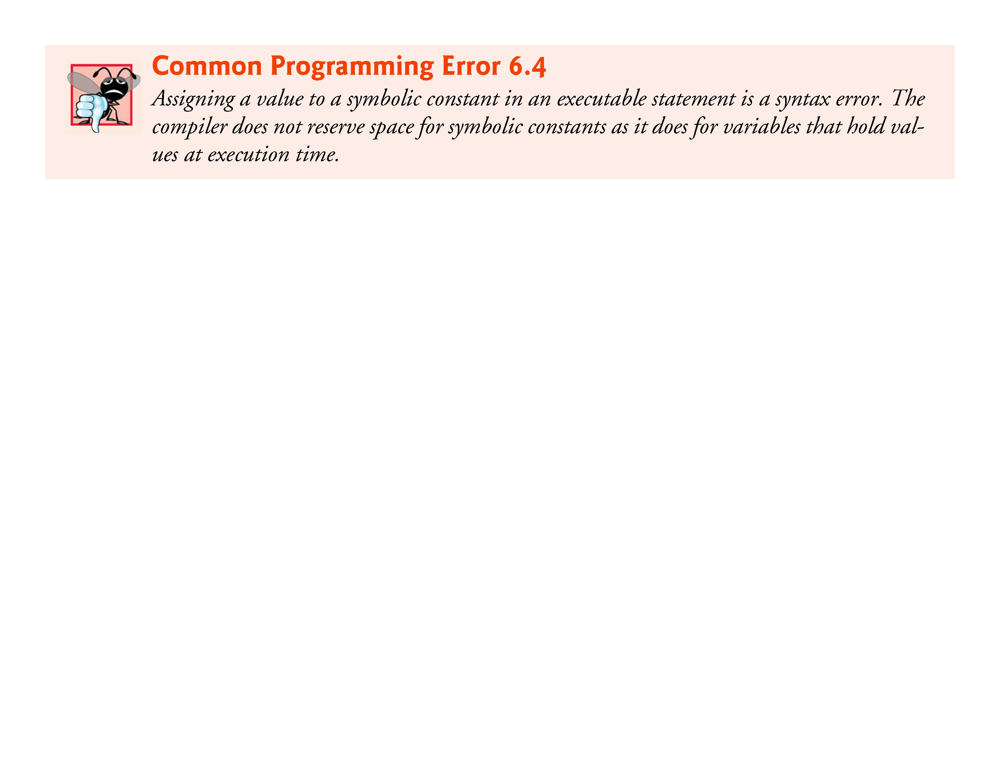 Common Programming Error 6.4
Assigning a value to a symbolic constant in an executable statement is a syntax error. The
compiler does not reserve space for symbolic constants as it does for variables that hold val-
ues at execution time.